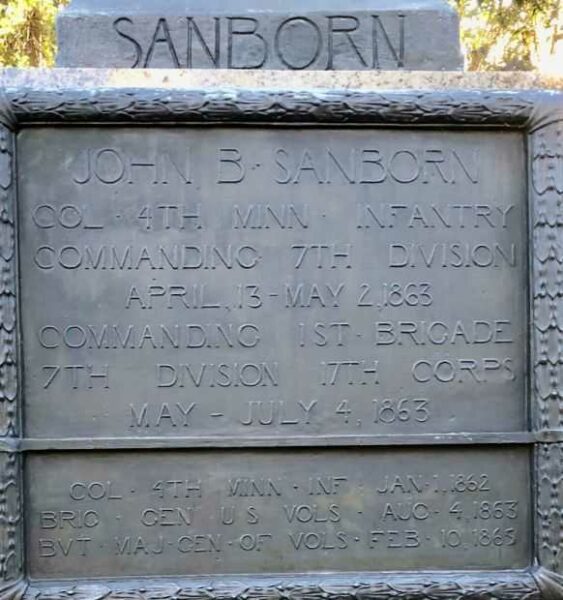 SANBORN
JOHN B· SANBORN
COL · 4TH MINN · INFANTRY
COMMANDING 7TH DIVISION
APRIL, 13-MAY 2,1863
COMMANDING 1ST· BRIGADE
7TH DIVISION 17TH CORPS
MAY - JULY 4, 1863
COL · 4TH MINN · INF · JAN·1,1862
BRIG · GEN U S VOLS · AUG·4,1863
BVT· MAJ·GEN·OF VOLS·FEB·10,1865